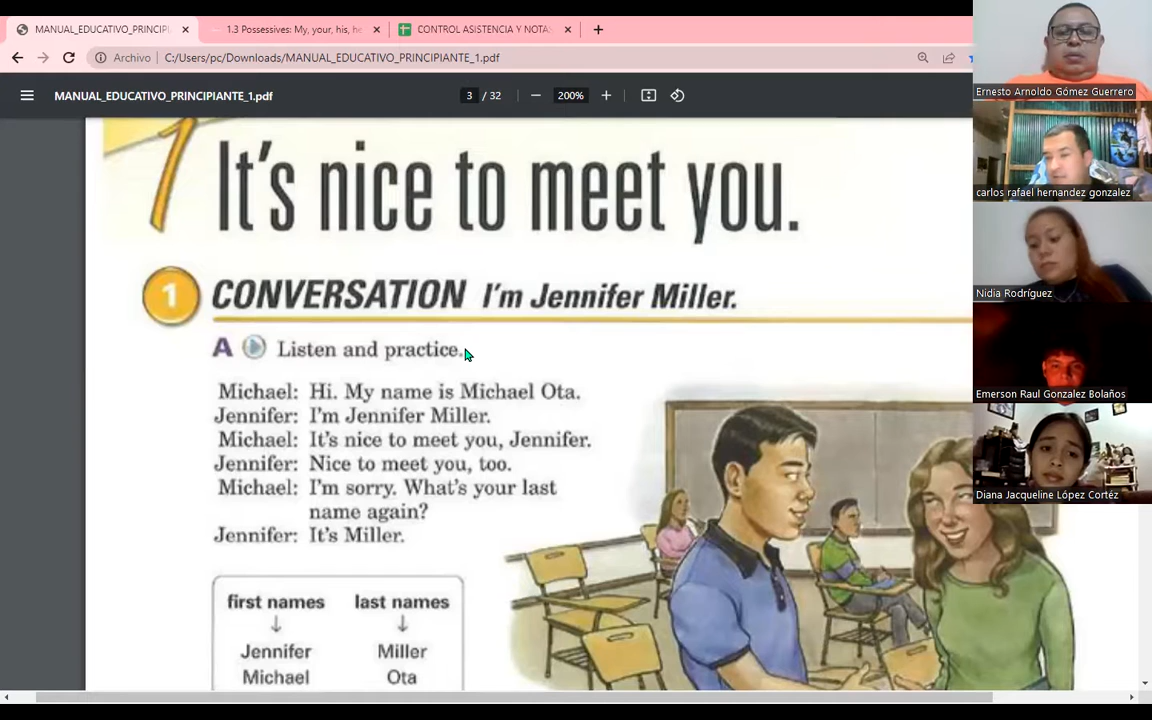 MANUAL_EDUCATIVO_PRINCIPI
1.3 Possessives: My, your, his, he
CONTROL ASISTENCIA Y NOTAS
Archivo
C:/Users/pc/Downloads/MANUAL_EDUCATIVO_PRINCIPIANTE_1.pdf
MANUAL_EDUCATIVO_PRINCIPIANTE_1.pdf
3 / 32
200%
1 It's nice to meet you.
1 CONVERSATION I'm Jennifer Miller.
A Listen and practice.
Michael: Hi. My name is Michael Ota.
Jennifer: I'm Jennifer Miller.
Michael: It's nice to meet you, Jennifer.
Jennifer: Nice to meet you, too.
Michael: I'm sorry. What's your last
name again?
Jennifer: It's Miller.
first names last names
Jennifer Miller
Michael Ota
Ernesto Arnoldo Gómez Guerrero
carlos rafael hernandez gonzalez
Nidia Rodríguez
Emerson Raul Gonzalez Bolaños
Diana Jacqueline López Cortéz